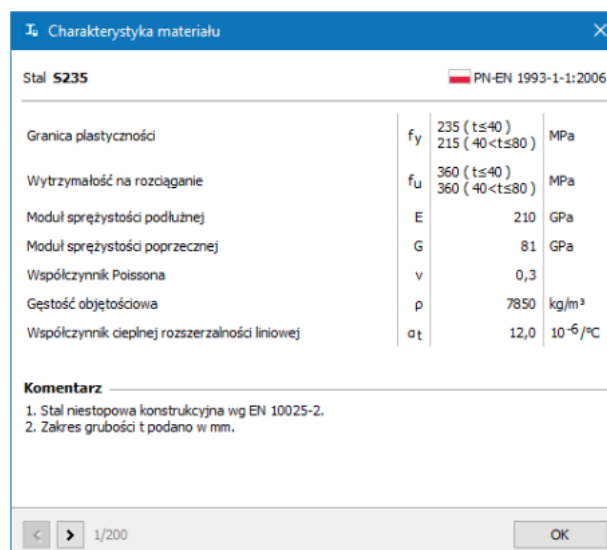 Charakterystyka materiału
Stal S235 PN-EN 1993-1-1:2006
Granica plastyczności fy 235 ( t≤40 ) MPa
215 ( 40<t≤80 )
Wytrzymałość na rozciąganie fu 360 ( t≤40 ) MPa
360 ( 40<t≤80 )
Moduł sprężystości podłużnej E 210 GPa
Moduł sprężystości poprzecznej G 81 GPa
Współczynnik Poissona ν 0,3
Gęstość objętościowa ρ 7850 kg/m³
Współczynnik cieplnej rozszerzalności liniowej αt 12,0 10⁻⁶/°C
Komentarz
1. Stal niestopowa konstrukcyjna wg EN 10025-2.
2. Zakres grubości t podano w mm.
< > 1/200 OK